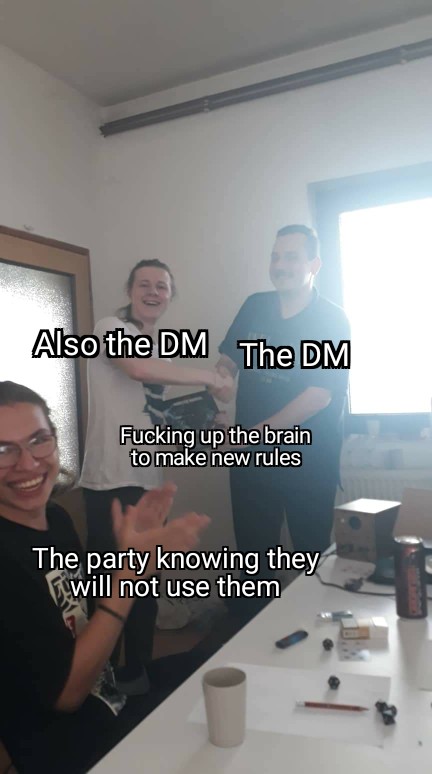 Also the DM
The DM
Fucking up the brain
to make new rules
The party knowing they
will not use them